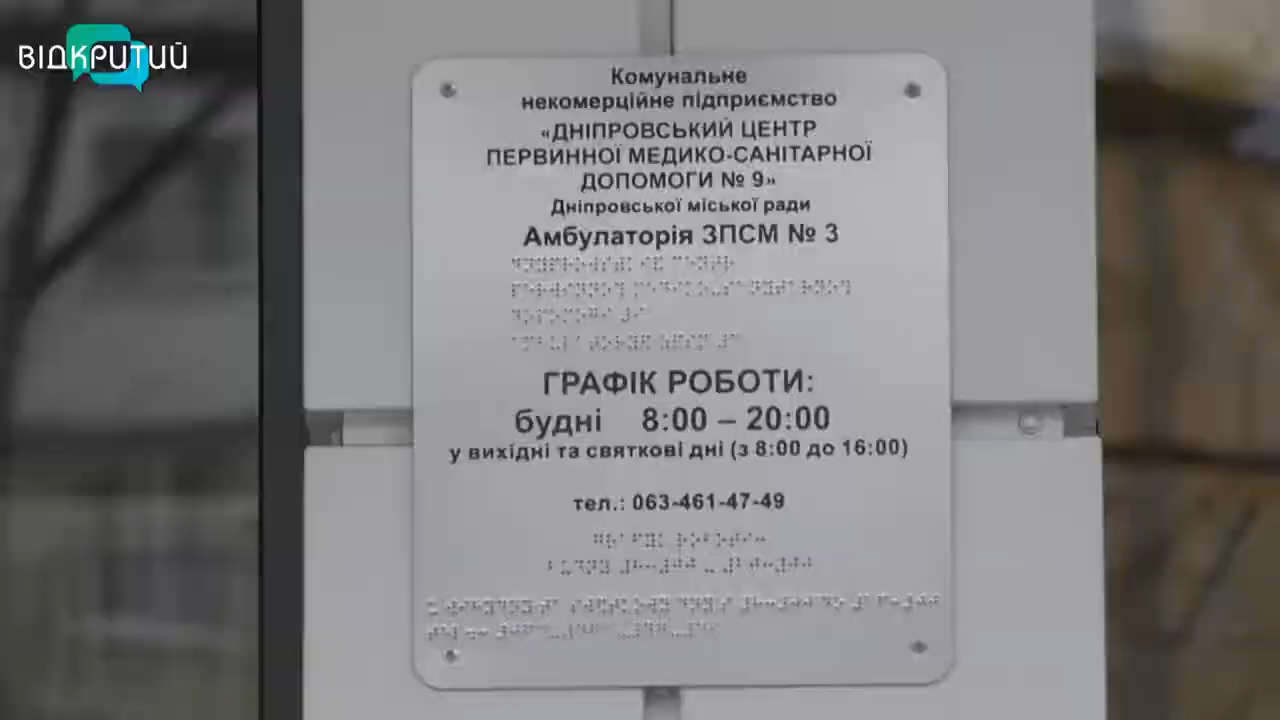 ВІДКРИТИЙ
Комунальне
некомерційне підприємство
«ДНІПРОВСЬКИЙ ЦЕНТР
ПЕРВИННОЇ МЕДИКО-САНІТАРНОЇ
ДОПОМОГИ № 9»
Дніпровської міської ради
Амбулаторія ЗПСМ № 3
ГРАФІК РОБОТИ:
будні 8:00 – 20:00
у вихідні та святкові дні (з 8:00 до 16:00)
тел.: 063-461-47-49